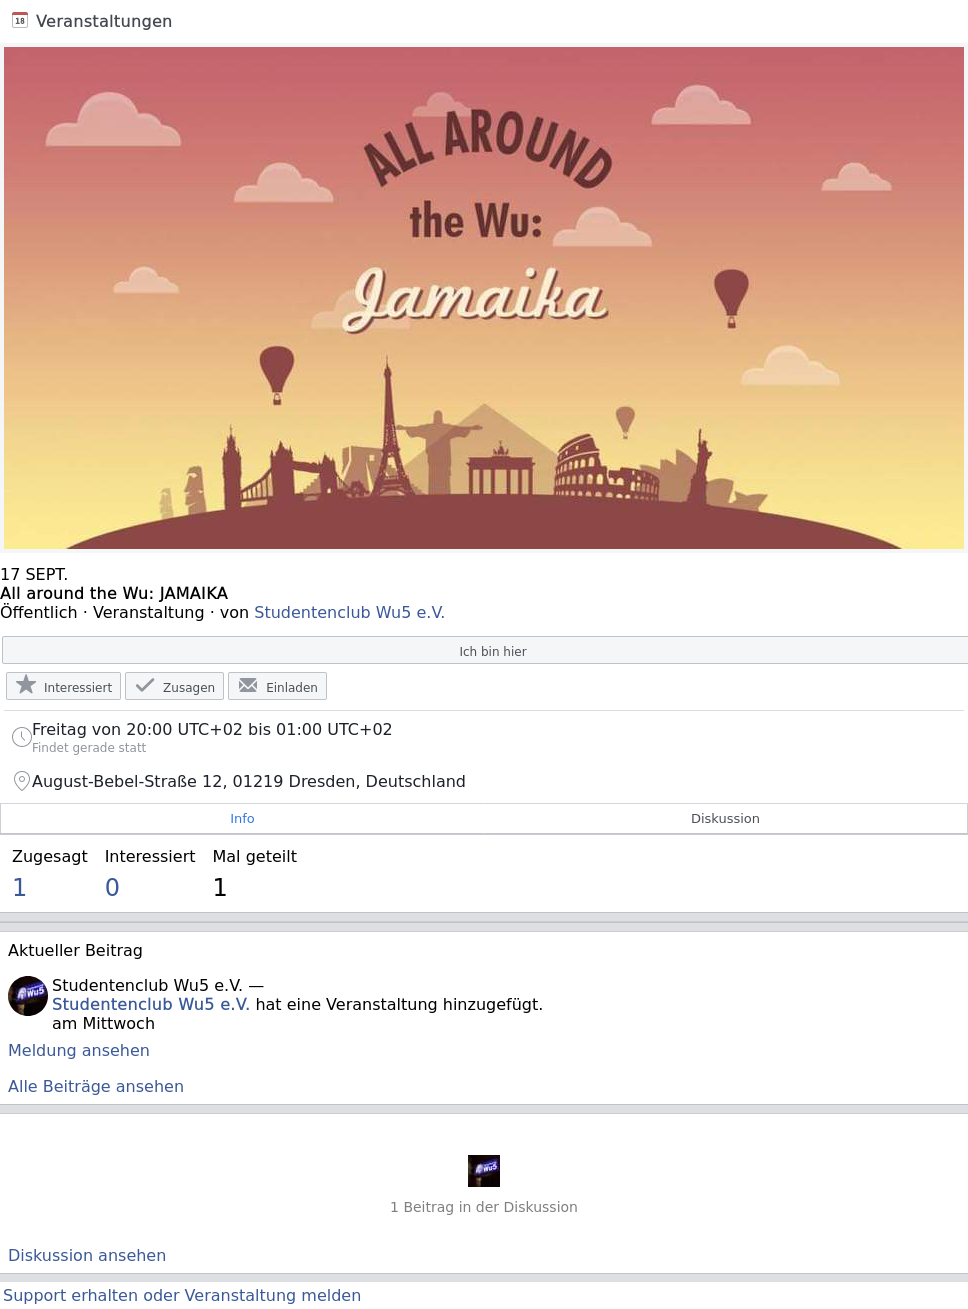 18 Veranstaltungen
ALL AROUND
the Wu:
Jamaika
17 SEPT.
All around the Wu: JAMAIKA
Öffentlich · Veranstaltung · von Studentenclub Wu5 e.V.
Ich bin hier
Interessiert Zusagen Einladen
Freitag von 20:00 UTC+02 bis 01:00 UTC+02
Findet gerade statt
August-Bebel-Straße 12, 01219 Dresden, Deutschland
Info Diskussion
Zugesagt Interessiert Mal geteilt
1 0 1
Aktueller Beitrag
Studentenclub Wu5 e.V. —
Studentenclub Wu5 e.V. hat eine Veranstaltung hinzugefügt.
am Mittwoch
Meldung ansehen
Alle Beiträge ansehen
wu5
1 Beitrag in der Diskussion
Diskussion ansehen
Support erhalten oder Veranstaltung melden